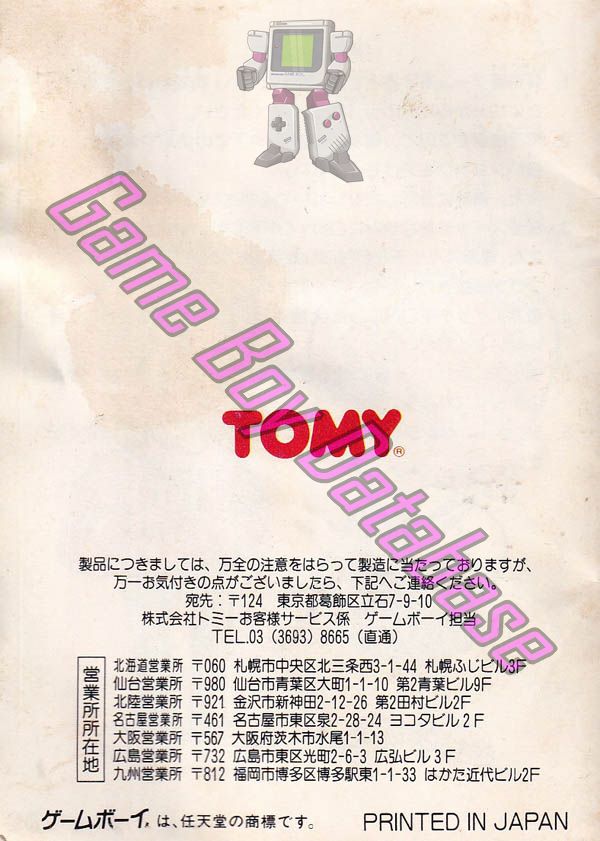 Game Boy Database
TOMY®
製品につきましては、万全の注意をはらって製造に当たっておりますが、
万一お気付きの点がございましたら、下記へご連絡ください。
宛先：〒124 東京都葛飾区立石7-9-10
株式会社トミーお客様サービス係 ゲームボーイ担当
TEL.03（3693）8665（直通）
営業所所在地
北海道営業所 〒060 札幌市中央区北三条西3-1-44 札幌ふじビル3F
仙台営業所 〒980 仙台市青葉区大町1-1-10 第2青葉ビル9F
北陸営業所 〒921 金沢市新神田2-12-26 第2田村ビル2F
名古屋営業所 〒461 名古屋市東区泉2-28-24 ヨコタビル2F
大阪営業所 〒567 大阪府茨木市水尾1-1-13
広島営業所 〒732 広島市東区光町2-6-3 広弘ビル3F
九州営業所 〒812 福岡市博多区博多駅東1-1-33 はかた近代ビル2F
ゲームボーイ は、任天堂の商標です。 PRINTED IN JAPAN